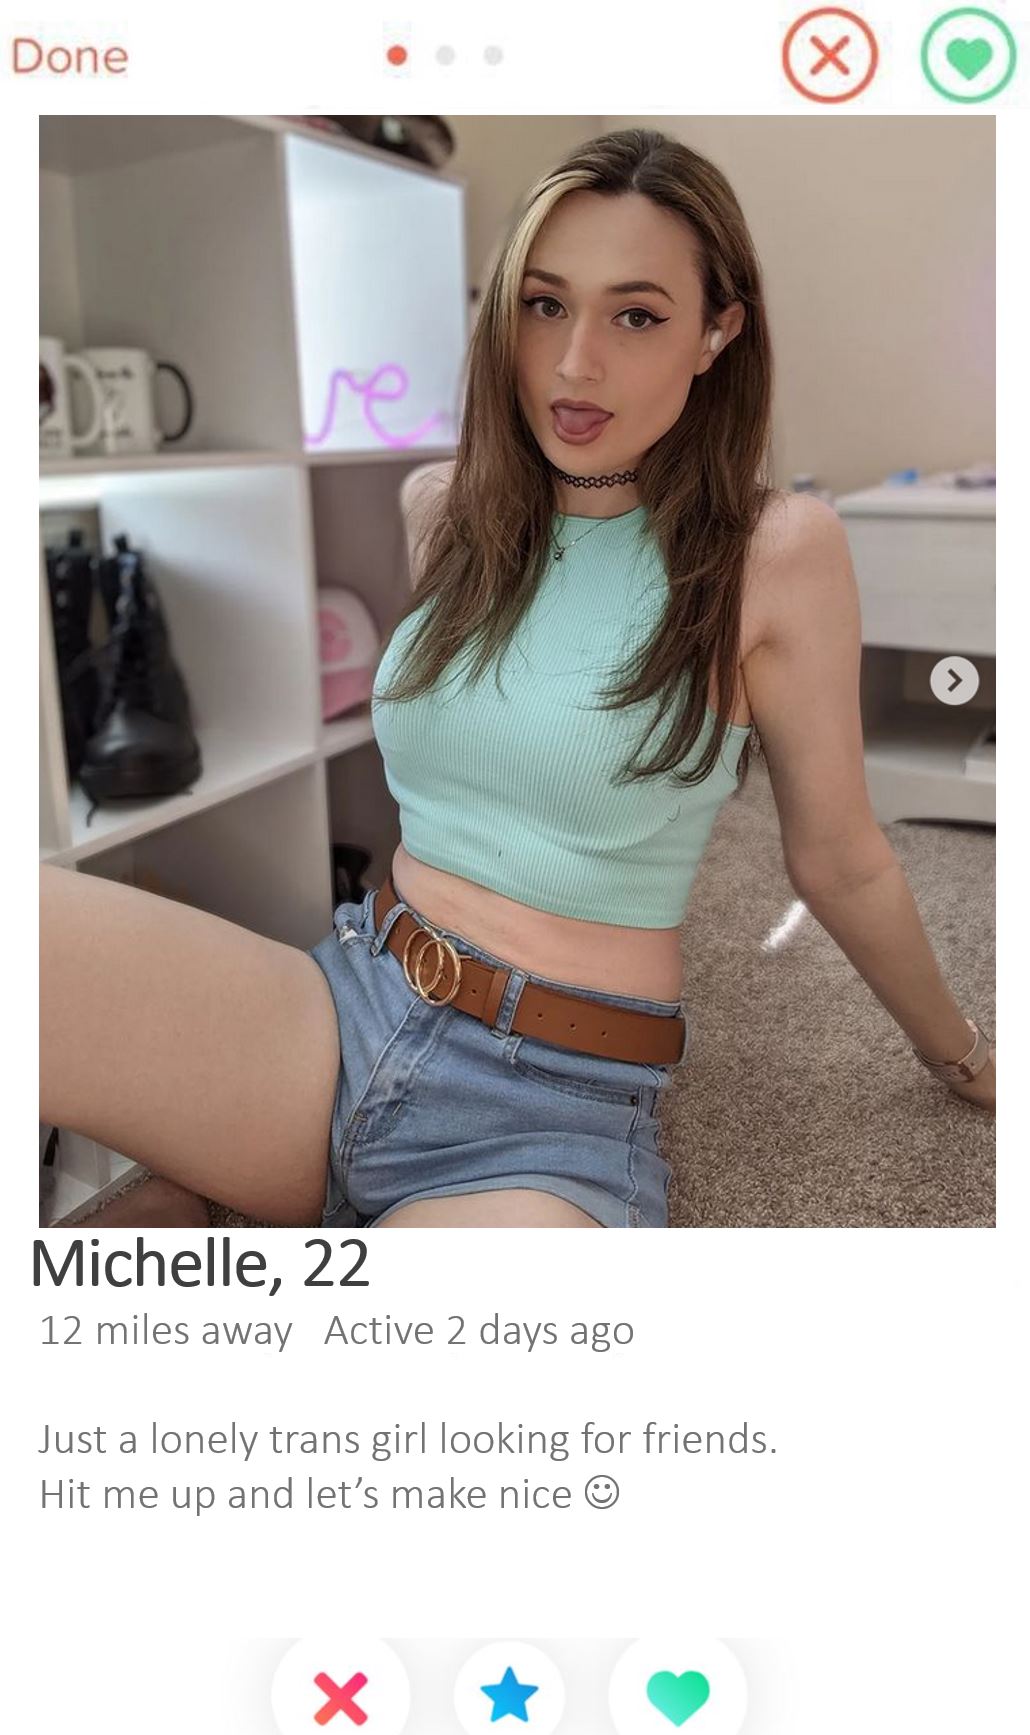 Done
re
Michelle, 22
12 miles away Active 2 days ago
Just a lonely trans girl looking for friends.
Hit me up and let’s make nice ☺